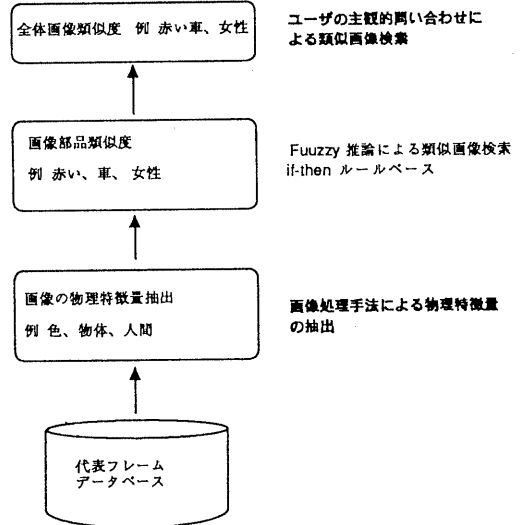 全体画像類似度 例 赤い車、女性
ユーザの主観的問い合わせに
よる類似画像検索
画像部品類似度
例 赤い、車、女性
Fuuzzy 推論による類似画像検索
if-then ルールベース
画像の物理特徴量抽出
例 色、物体、人間
画像処理手法による物理特徴量
の抽出
代表フレーム
データベース